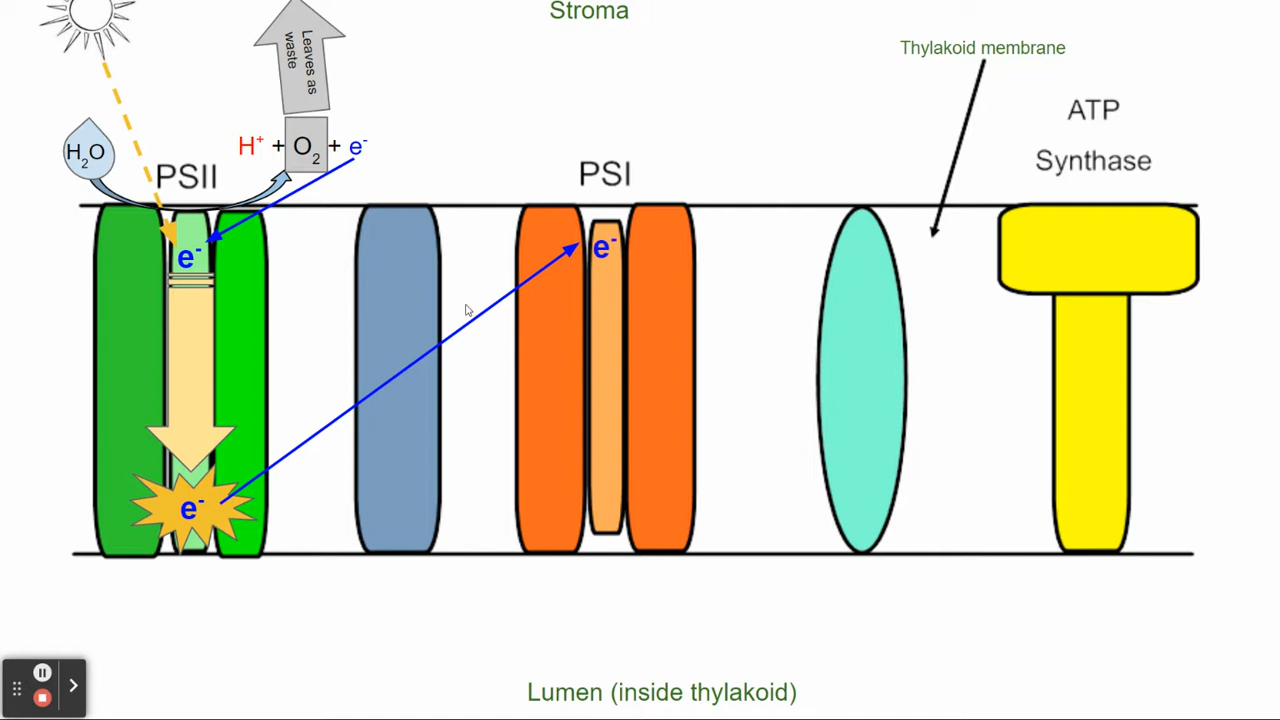 Stroma
Thylakoid membrane
Leaves as
waste
ATP
Synthase
H₂O
H⁺ + O₂ + e⁻
PSII
PSI
e⁻
e⁻
e⁻
Lumen (inside thylakoid)